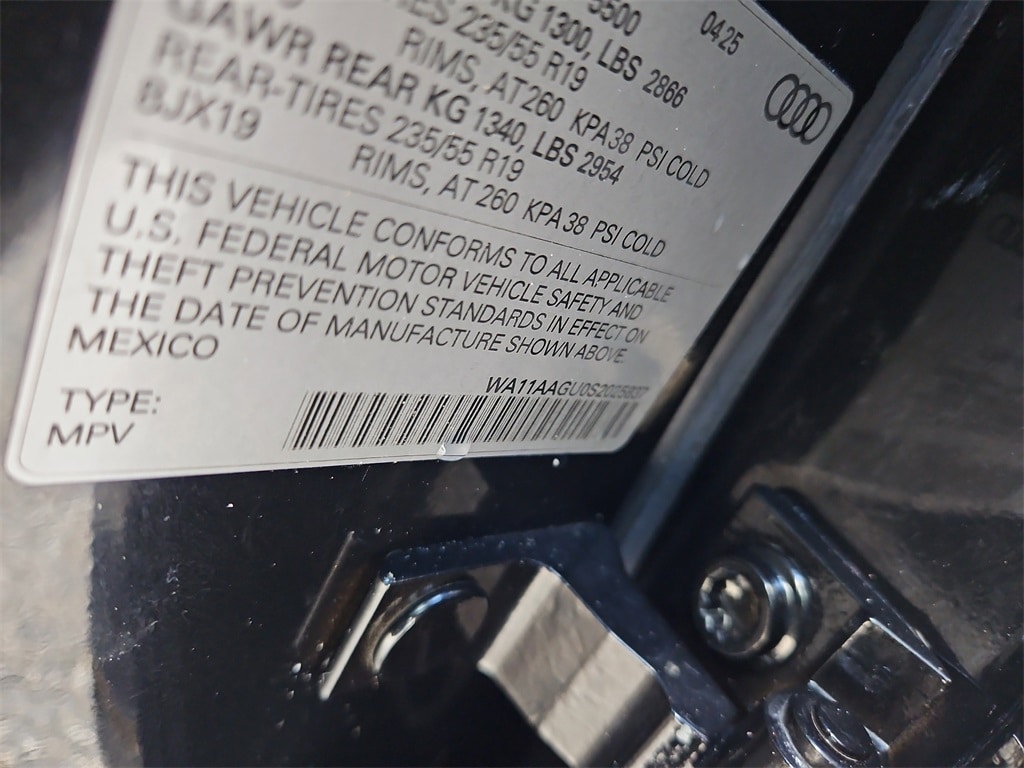 5500
04.25
KG 1300, LBS 2866
TIRES 235/55 R19
RIMS, AT 260 KPA 38 PSI COLD
GAWR REAR KG 1340, LBS 2954
REAR-TIRES 235/55 R19
8JX19 RIMS, AT 260 KPA 38 PSI COLD
THIS VEHICLE CONFORMS TO ALL APPLICABLE
U.S. FEDERAL MOTOR VEHICLE SAFETY AND
THEFT PREVENTION STANDARDS IN EFFECT ON
THE DATE OF MANUFACTURE SHOWN ABOVE.
MEXICO
TYPE:
MPV